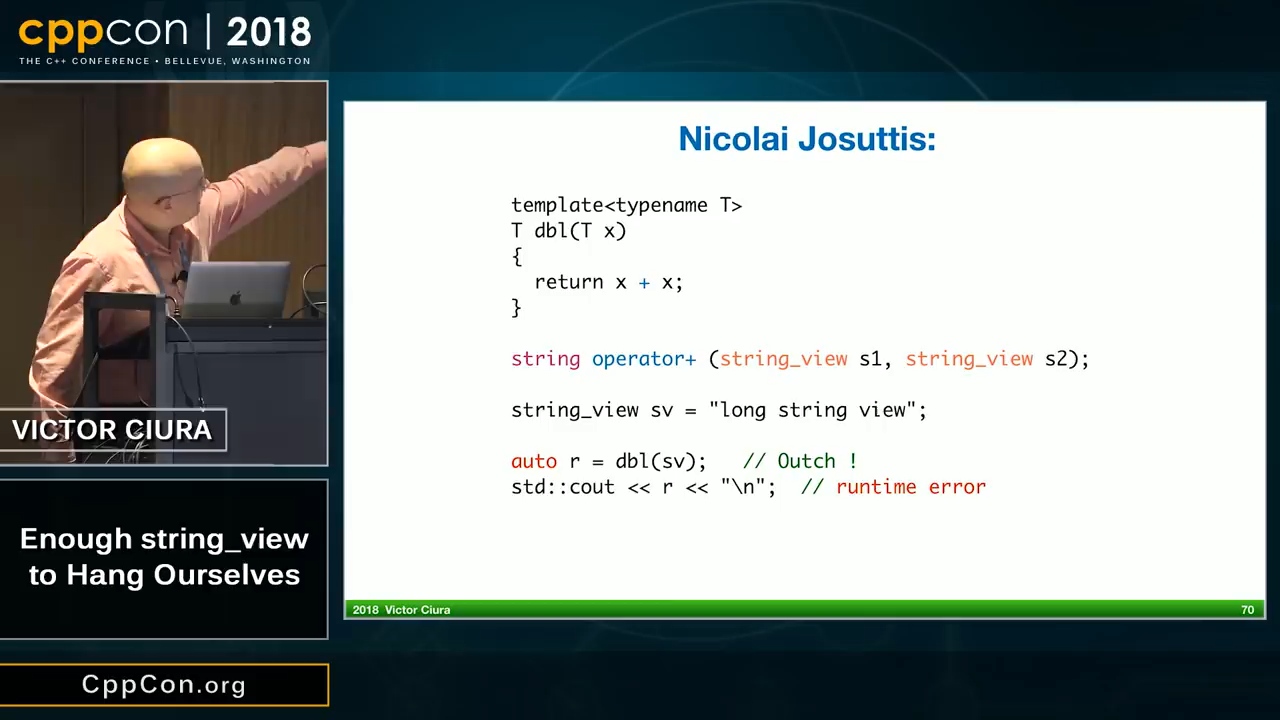 cppcon | 2018
THE C++ CONFERENCE • BELLEVUE, WASHINGTON
VICTOR CIURA
Enough string_view
to Hang Ourselves
CppCon.org
Nicolai Josuttis:
template<typename T>
T dbl(T x)
{
return x + x;
}
string operator+ (string_view s1, string_view s2);
string_view sv = "long string view";
auto r = dbl(sv); // Outch !
std::cout << r << "\n"; // runtime error
2018 Victor Ciura
70